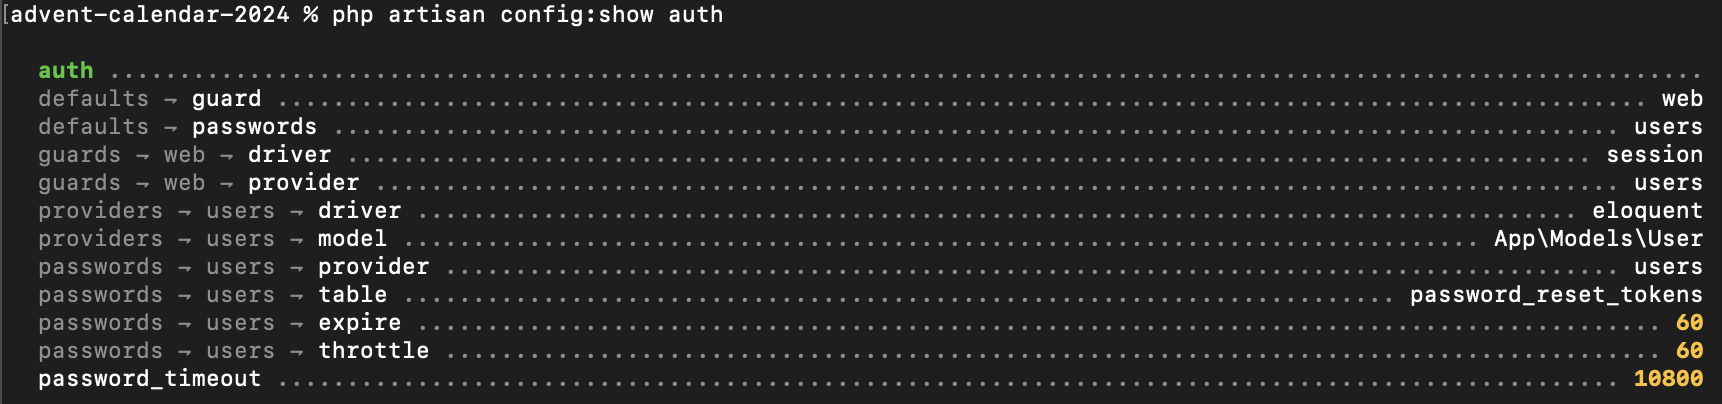 [advent-calendar-2024 % php artisan config:show auth
auth ..................................................................................................................
defaults → guard .................................................................................................. web
defaults → passwords ............................................................................................ users
guards → web → driver ......................................................................................... session
guards → web → provider ......................................................................................... users
providers → users → driver ................................................................................... eloquent
providers → users → model ............................................................................. App\Models\User
passwords → users → provider .................................................................................... users
passwords → users → table ....................................................................... password_reset_tokens
passwords → users → expire ......................................................................................... 60
passwords → users → throttle ....................................................................................... 60
password_timeout ................................................................................................ 10800